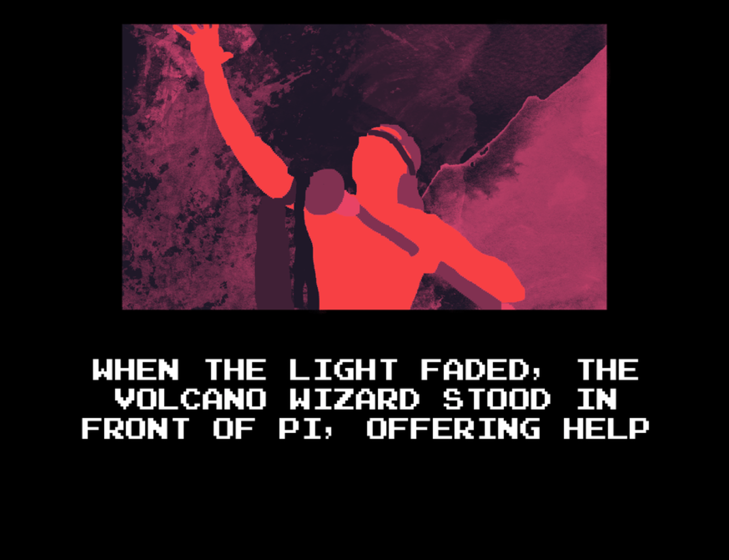 WHEN THE LIGHT FADED, THE
VOLCANO WIZARD STOOD IN
FRONT OF PI, OFFERING HELP